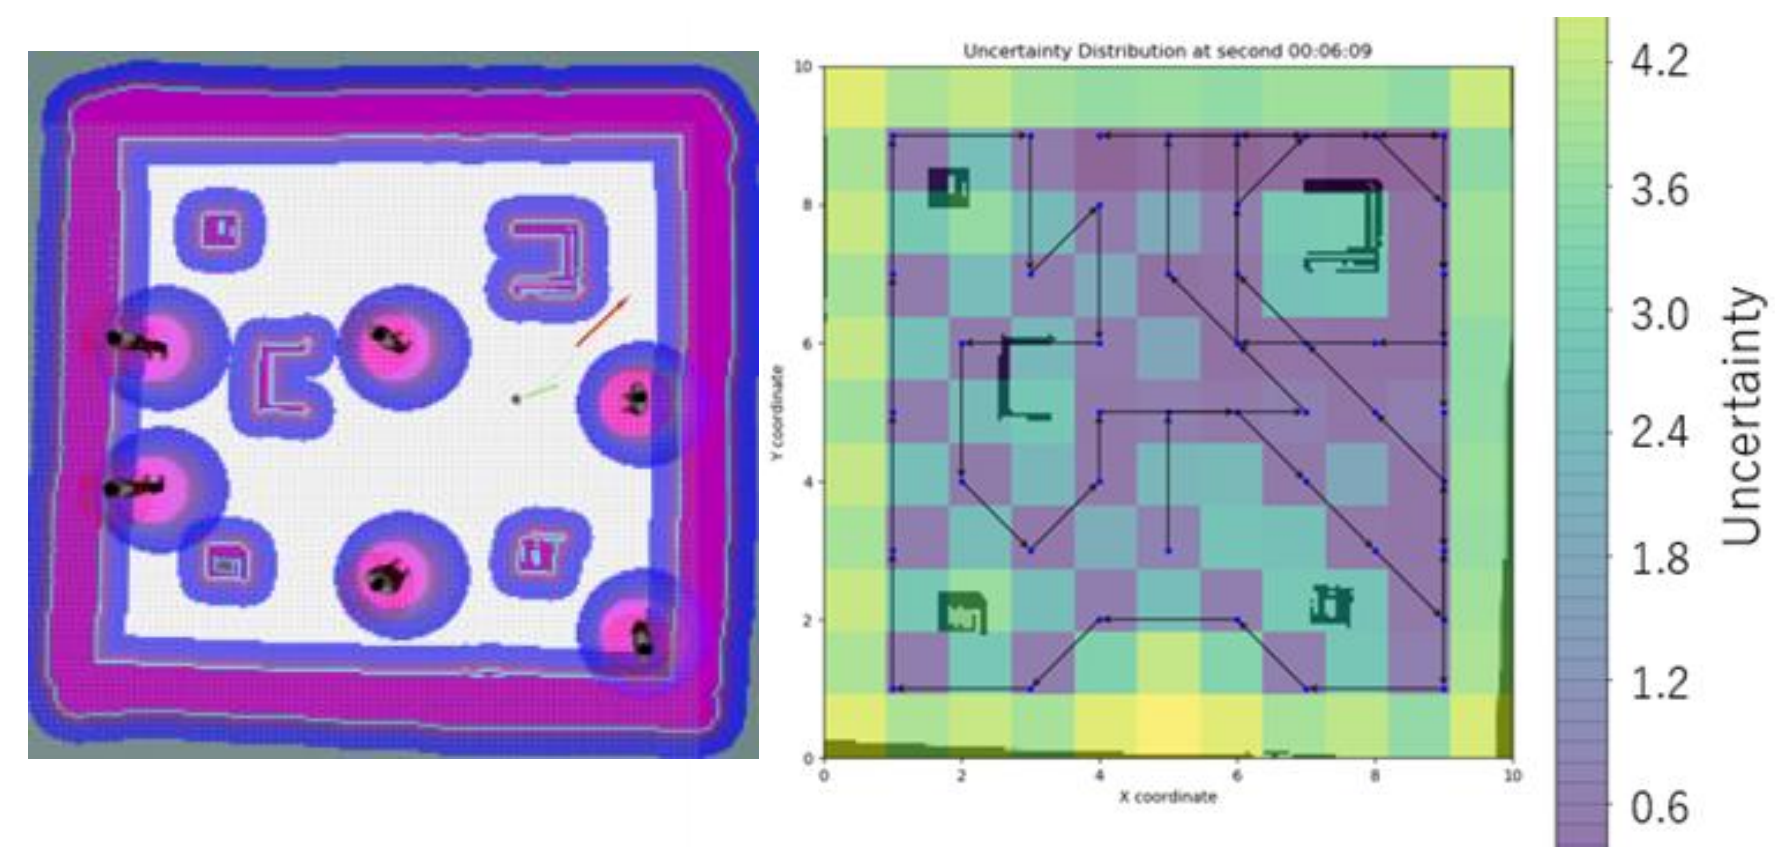 Uncertainty Distribution at second 00:06:09
10
8
6
4
2
0
Y coordinate
0 2 4 6 8 10
X coordinate
4.2
3.6
3.0
2.4
1.8
1.2
0.6
Uncertainty